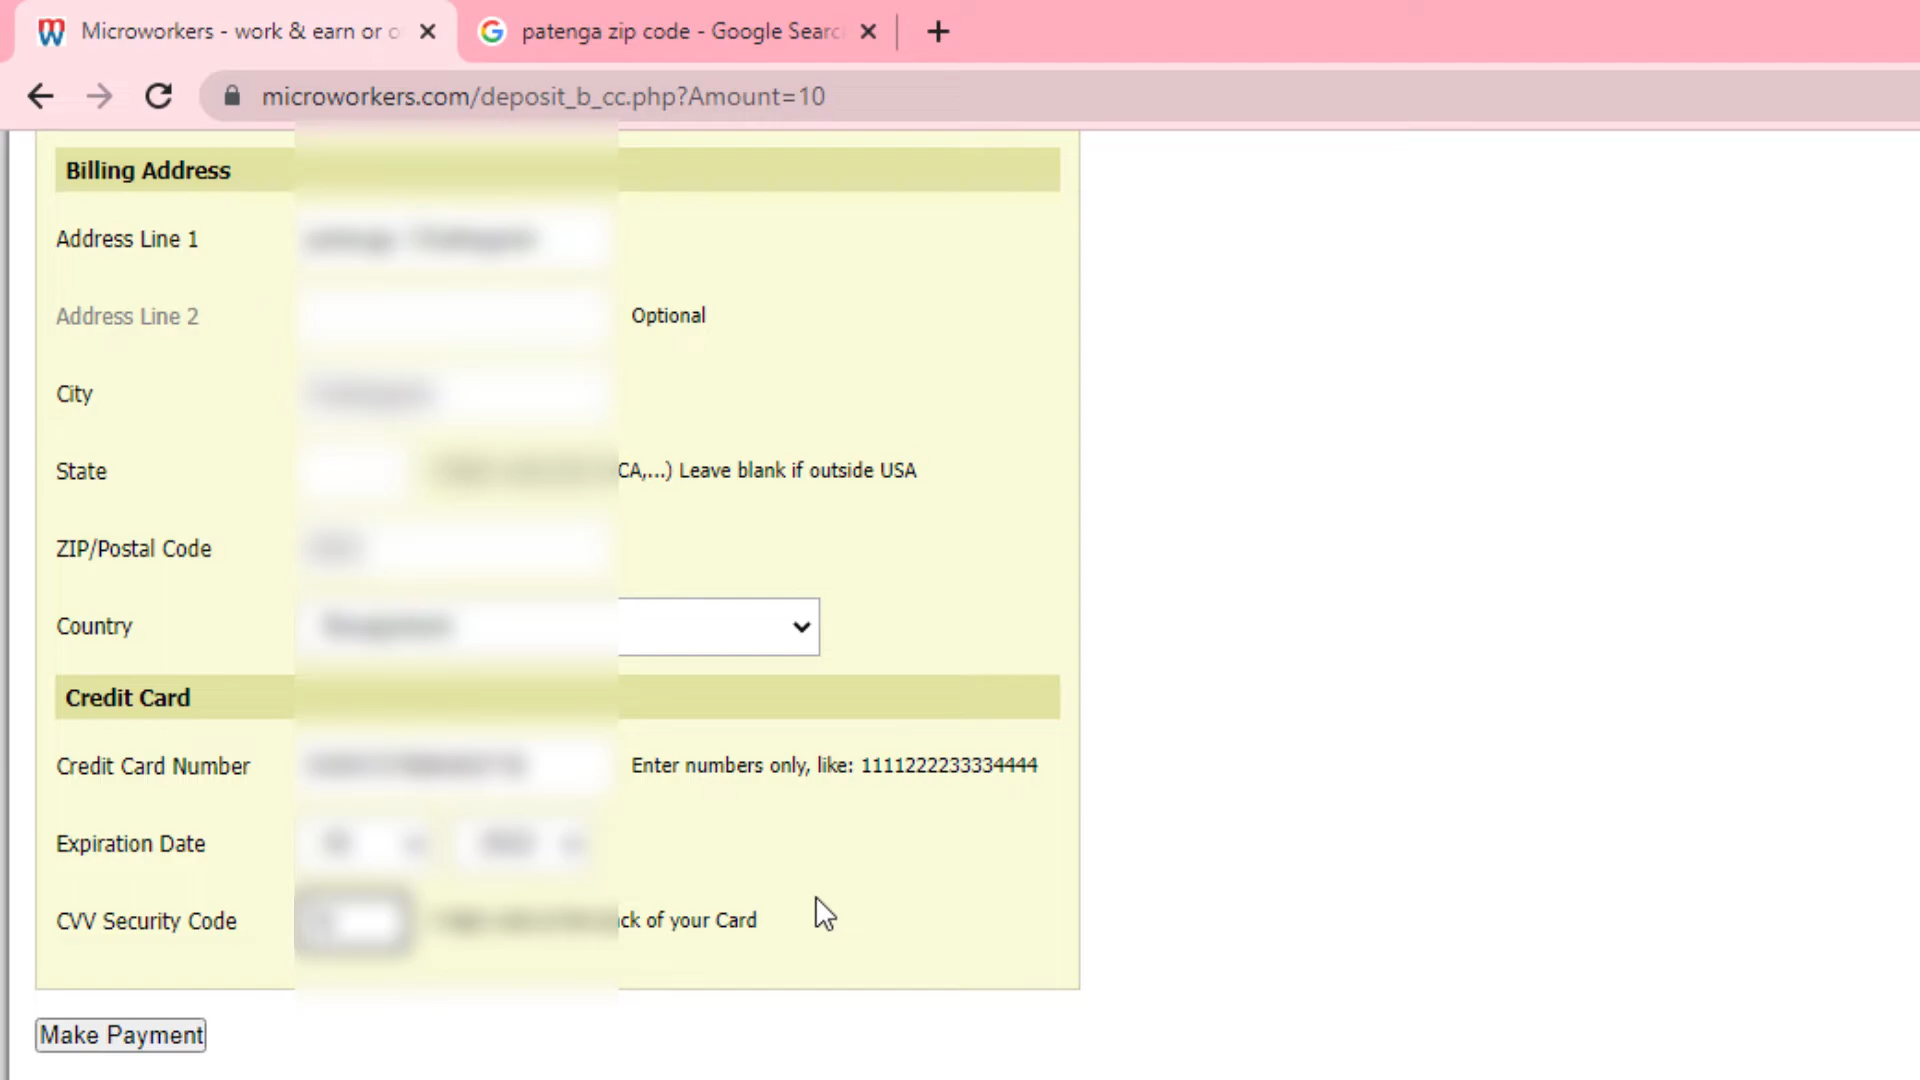 Microworkers - work & earn or o
patenga zip code - Google Searc
microworkers.com/deposit_b_cc.php?Amount=10
Billing Address
Address Line 1
Address Line 2
Optional
City
State
CA,...) Leave blank if outside USA
ZIP/Postal Code
Country
Credit Card
Credit Card Number
Enter numbers only, like: 1111222233334444
Expiration Date
CVV Security Code
of your Card
Make Payment